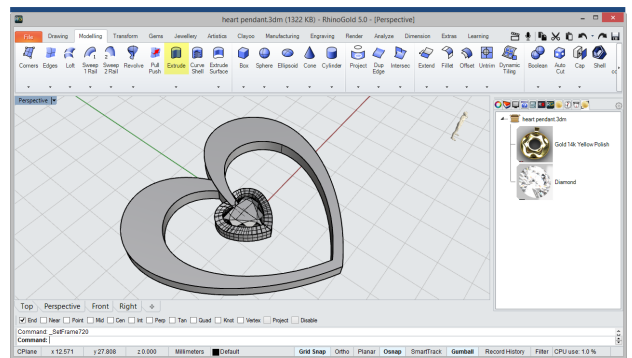 heart pendant.3dm (1322 KB) - RhinoGold 5.0 - [Perspective]
File Drawing Modelling Transform Gems Jewellery Artistics Clayoo Manufacturing Engraving Render Analyze Dimension Extras Learning
Corners Edges Loft Sweep 1 Rail Sweep 2 Rail Revolve Pull Push Extrude Curve Shell Extrude Surface Box Sphere Ellipsoid Cone Cylinder Project Dup Edge Intersec Extend Fillet Offset Untrim Dynamic Tiling Boolean Auto Cut Cap Shell
Perspective
heart pendant.3dm
Gold 14k Yellow Polish
Diamond
Top Perspective Front Right
End Near Point Mid Cen Int Perp Tan Quad Knot Vertex Project Disable
Command: _SetFrame720
Command:
CPlane x 12.571 y 27.808 z 0.000 Millimeters Default Grid Snap Ortho Planar Osnap SmartTrack Gumball Record History Filter CPU use: 1.0 %